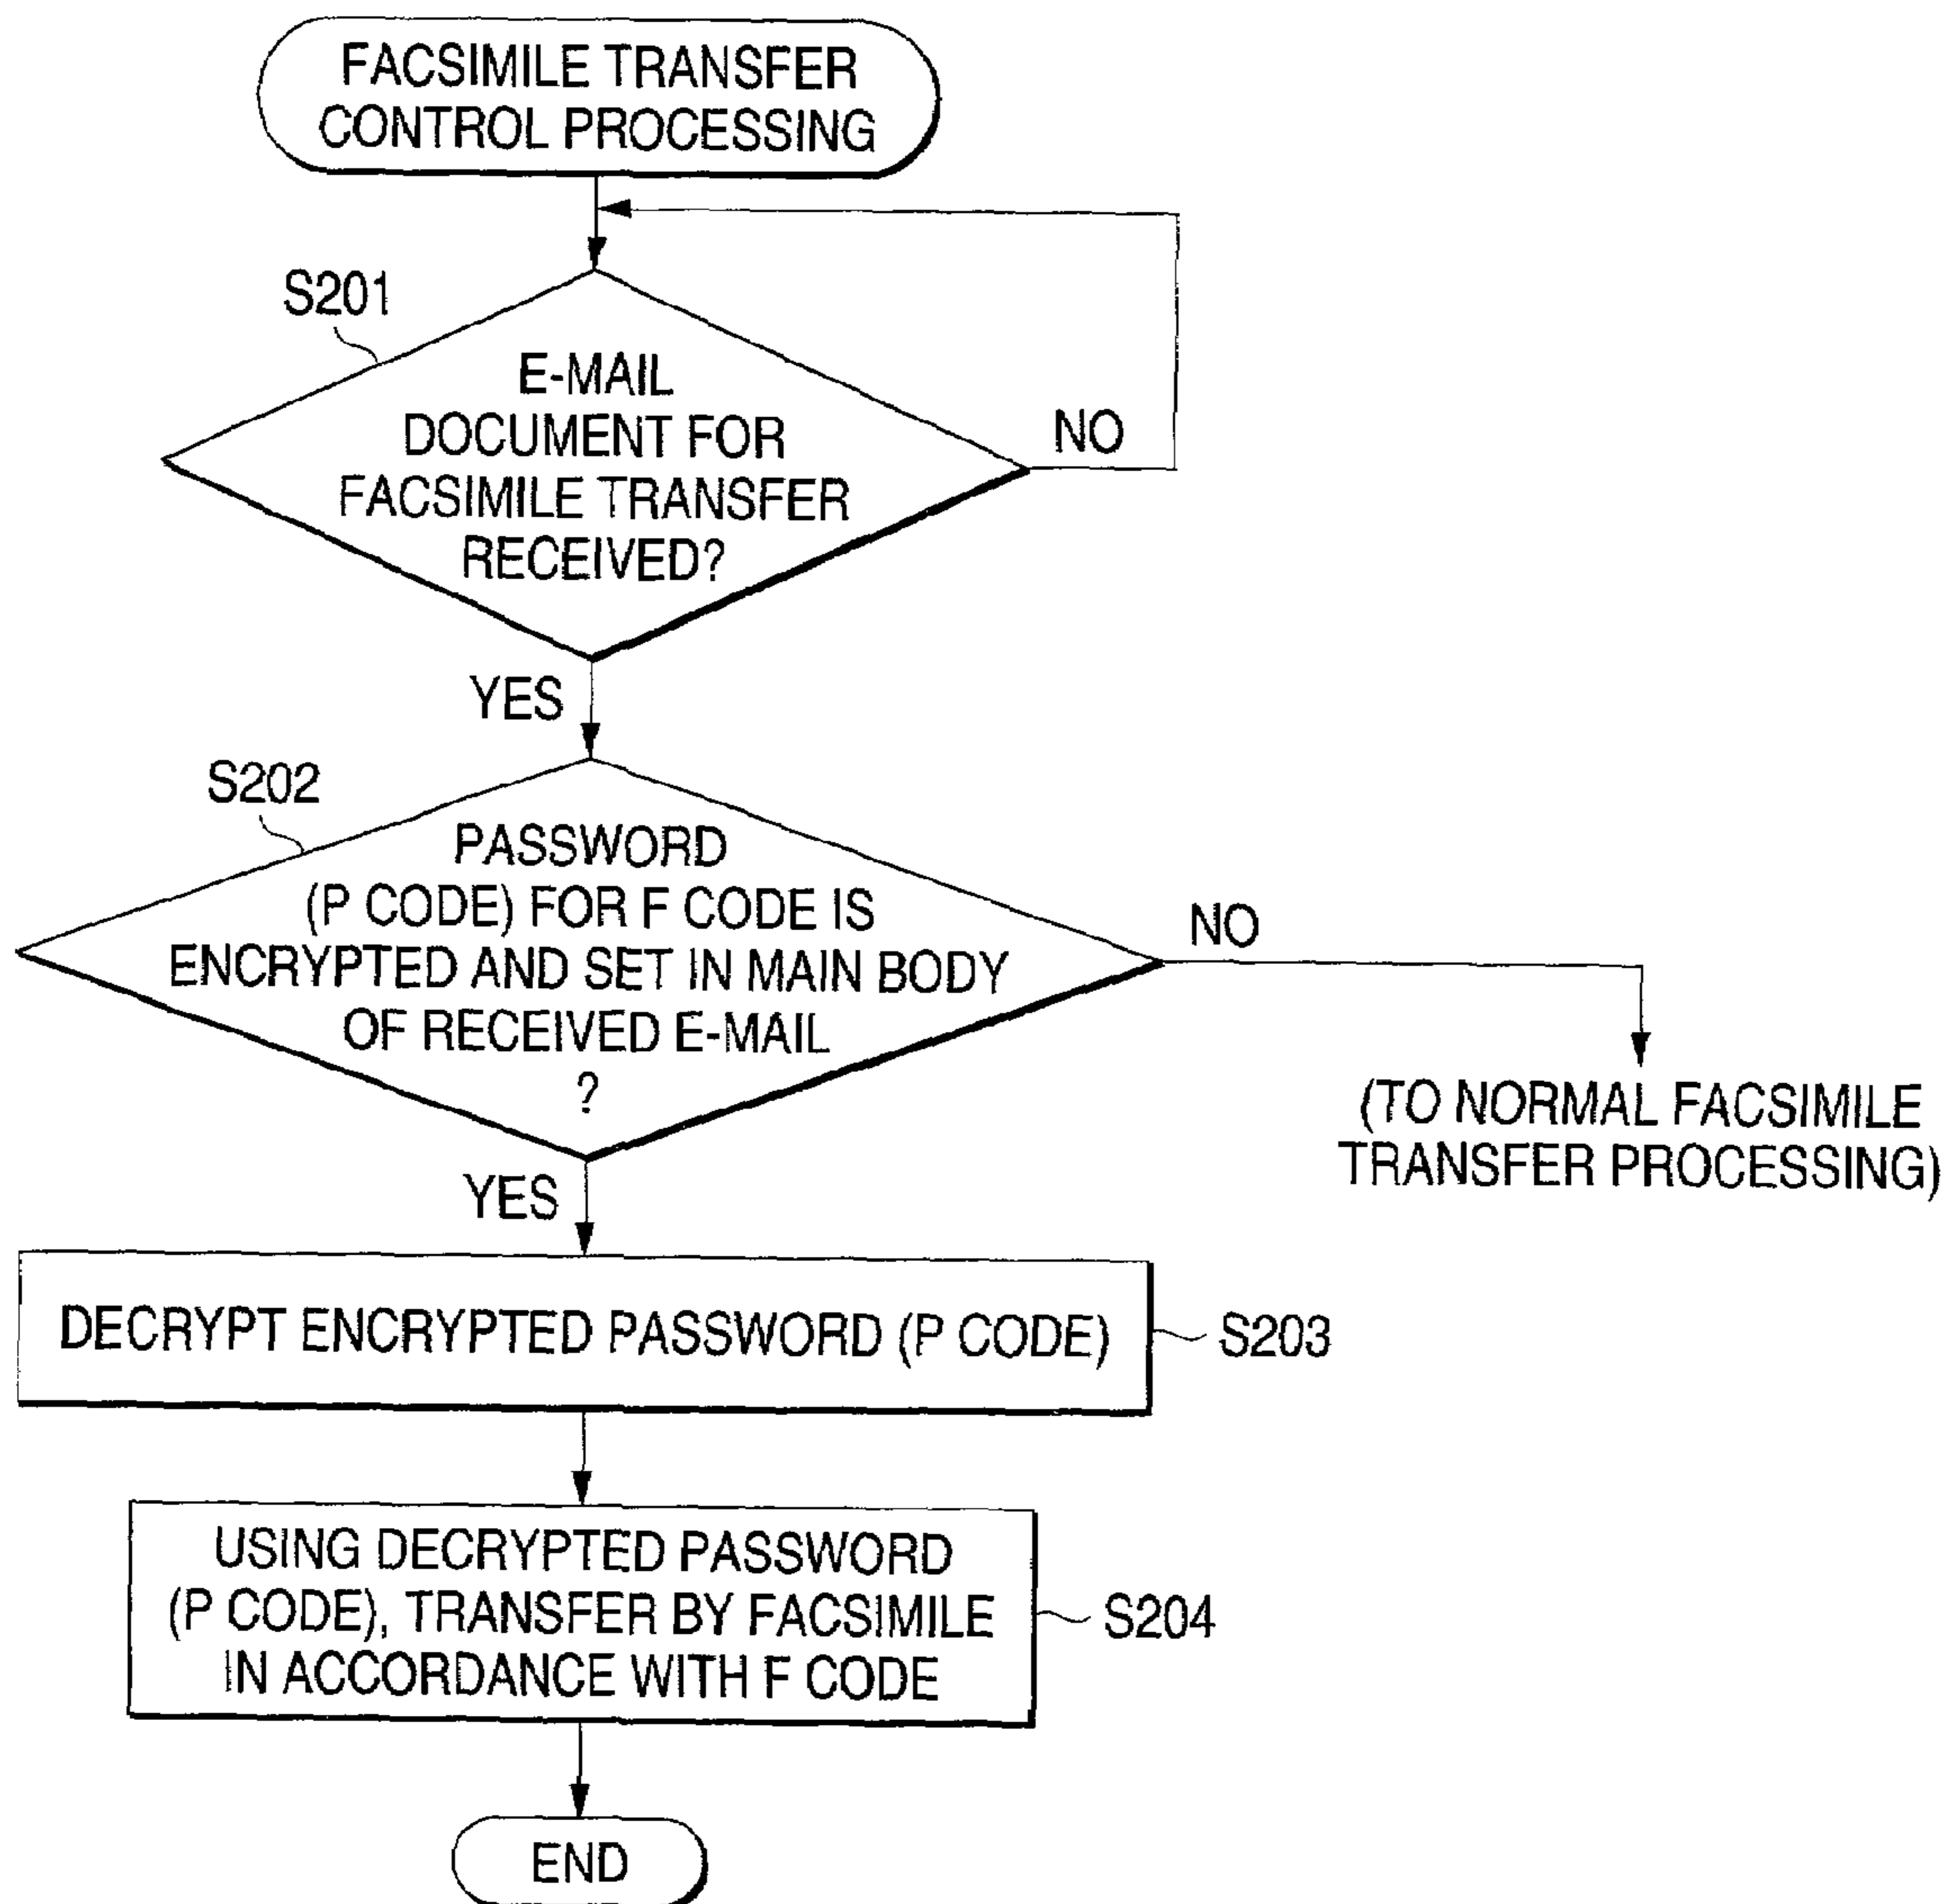 FACSIMILE TRANSFER
CONTROL PROCESSING
S201
E-MAIL
DOCUMENT FOR
FACSIMILE TRANSFER
RECEIVED?
NO
YES
S202
PASSWORD
(P CODE) FOR F CODE IS
ENCRYPTED AND SET IN MAIN BODY
OF RECEIVED E-MAIL
?
NO
(TO NORMAL FACSIMILE
TRANSFER PROCESSING)
YES
DECRYPT ENCRYPTED PASSWORD (P CODE)
S203
USING DECRYPTED PASSWORD
(P CODE), TRANSFER BY FACSIMILE
IN ACCORDANCE WITH F CODE
S204
END